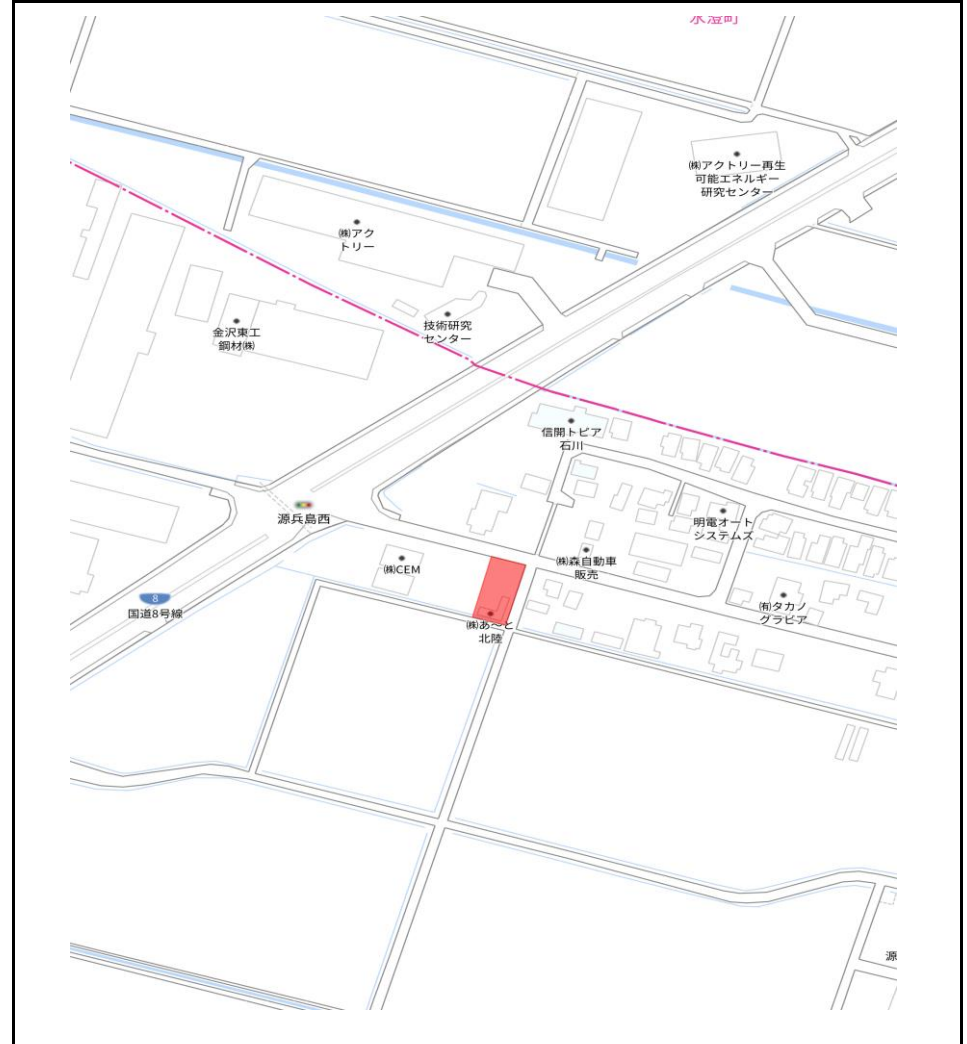 水澄町
㈱アクトリー再生
可能エネルギー
研究センター
㈱アク
トリー
技術研究
センター
金沢東工
鋼材㈱
信開トピア
石川
源兵島西
明電オート
システムズ
㈱CEM
㈱森自動車
販売
8
国道8号線
㈲タカノ
グラビア
㈱あ～と
北陸
源